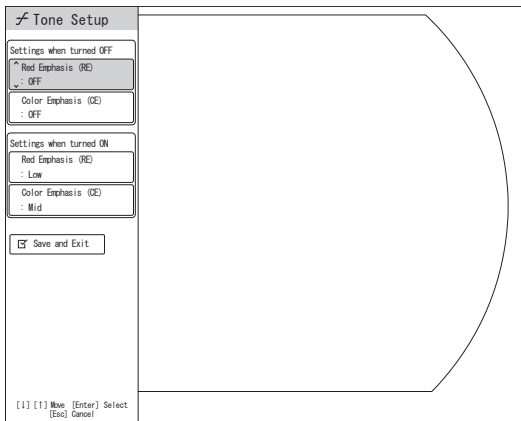 Tone Setup
Settings when turned OFF
Red Emphasis (RE)
: OFF
Color Emphasis (CE)
: OFF
Settings when turned ON
Red Emphasis (RE)
: Low
Color Emphasis (CE)
: Mid
Save and Exit
[↓] [↑] Move [Enter] Select
[Esc] Cancel